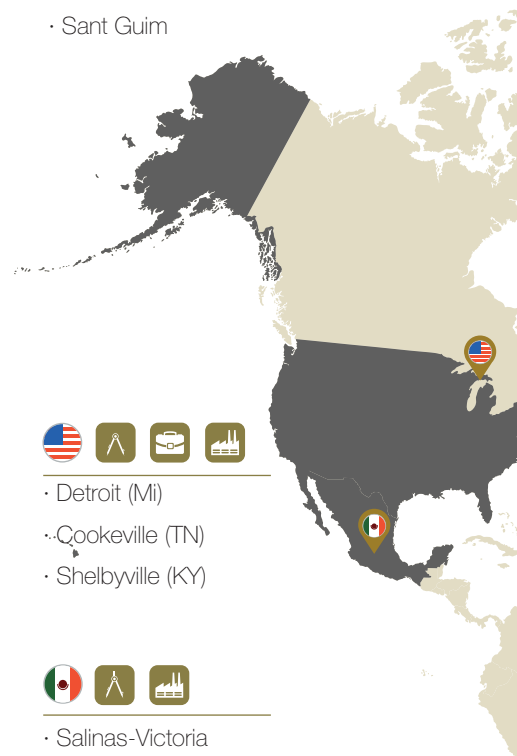 · Sant Guim
· Detroit (Mi)
· Cookeville (TN)
· Shelbyville (KY)
· Salinas-Victoria